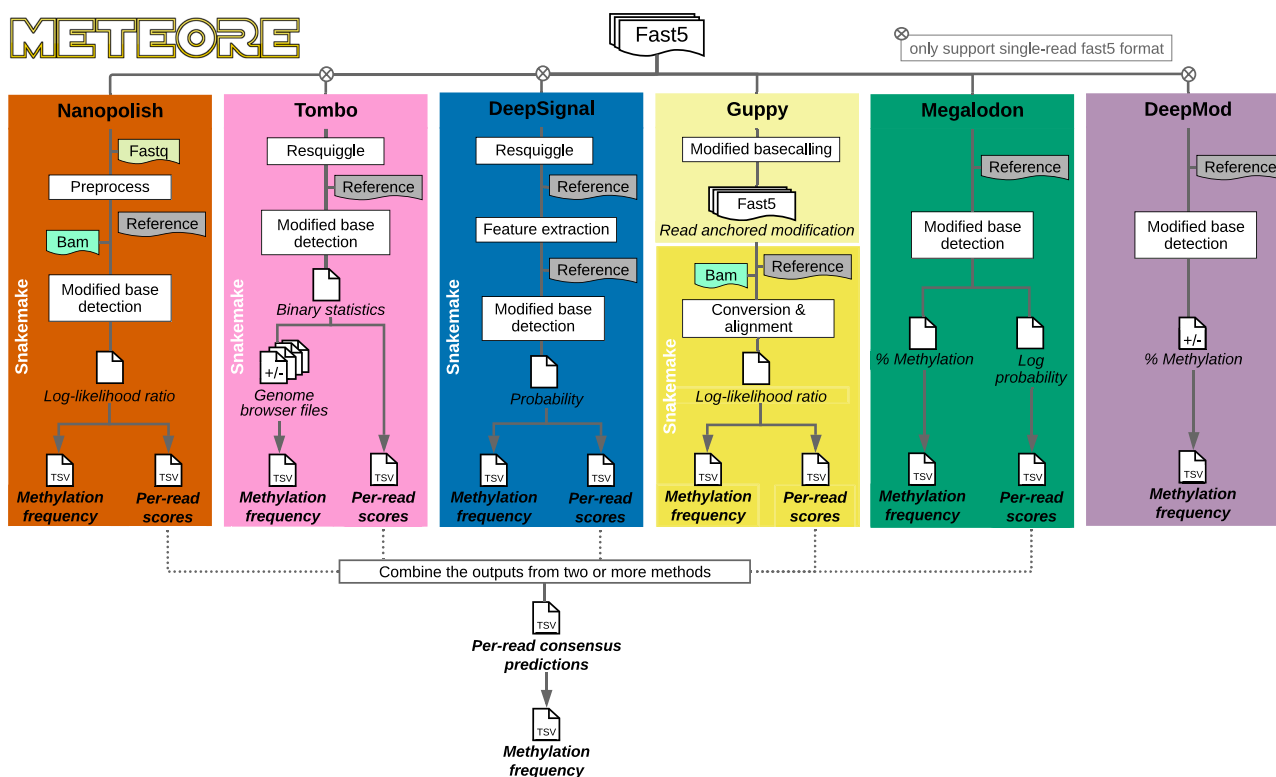 METEORE
Fast5
only support single-read fast5 format
Nanopolish
Fastq
Preprocess
Reference
Bam
Modified base
detection
Log-likelihood ratio
TSV
TSV
Methylation
frequency
Per-read
scores
Snakemake
Tombo
Resquiggle
Reference
Modified base
detection
Binary statistics
+/-
Genome
browser files
TSV
TSV
Methylation
frequency
Per-read
scores
Snakemake
DeepSignal
Resquiggle
Reference
Feature extraction
Reference
Modified base
detection
Probability
TSV
TSV
Methylation
frequency
Per-read
scores
Snakemake
Guppy
Modified basecalling
Fast5
Read anchored modification
Bam
Reference
Conversion &
alignment
Log-likelihood ratio
TSV
TSV
Methylation
frequency
Per-read
scores
Snakemake
Megalodon
Reference
Modified base
detection
% Methylation
Log
probability
TSV
TSV
Methylation
frequency
Per-read
scores
DeepMod
Reference
Modified base
detection
+/-
% Methylation
TSV
Methylation
frequency
Combine the outputs from two or more methods
TSV
Per-read consensus
predictions
TSV
Methylation
frequency